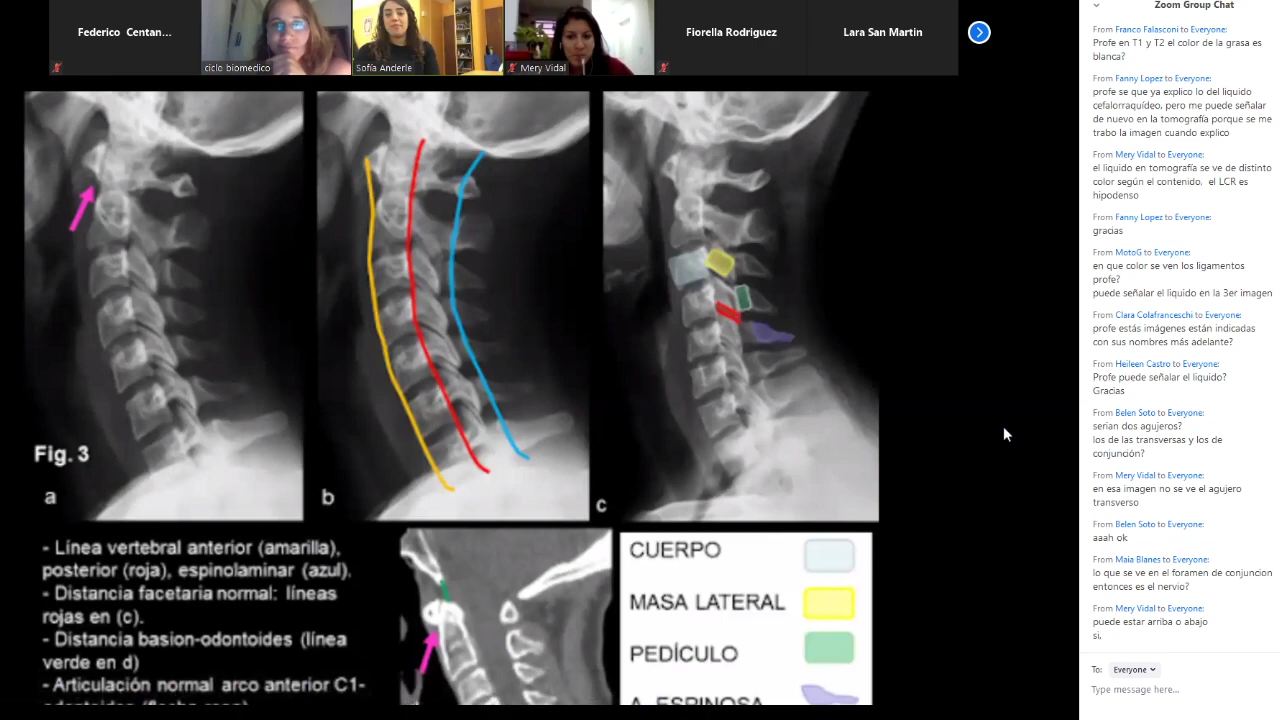 Federico Centan...
ciclo biomedico
Sofía Anderle
Mery Vidal
Fiorella Rodriguez
Lara San Martin
Fig. 3
a
b
c
- Línea vertebral anterior (amarilla),
posterior (roja), espinolaminar (azul).
- Distancia facetaria normal: líneas
rojas en (c).
- Distancia basion-odontoides (línea
verde en d)
- Articulación normal arco anterior C1-
CUERPO
MASA LATERAL
PEDÍCULO
A. ESPINOSA
Zoom Group Chat
From Franco Falasconi to Everyone:
Profe en T1 y T2 el color de la grasa es
blanca?
From Fanny Lopez to Everyone:
profe se que ya explico lo del liquido
cefalorraquídeo, pero me puede señalar
de nuevo en la tomografía porque se me
trabo la imagen cuando explico
From Mery Vidal to Everyone:
el liquido en tomografía se ve de distinto
color según el contenido, el LCR es
hipodenso
From Fanny Lopez to Everyone:
gracias
From MotoG to Everyone:
en que color se ven los ligamentos
profe?
puede señalar el liquido en la 3er imagen
From Clara Colafranceschi to Everyone:
profe estás imágenes están indicadas
con sus nombres más adelante?
From Heileen Castro to Everyone:
Profe puede señalar el liquido?
Gracias
From Belen Soto to Everyone:
serían dos agujeros?
los de las transversas y los de
conjunción?
From Mery Vidal to Everyone:
en esa imagen no se ve el agujero
transverso
From Belen Soto to Everyone:
aaah ok
From Maia Blanes to Everyone:
lo que se ve en el foramen de conjuncion
entonces es el nervio?
From Mery Vidal to Everyone:
puede estar arriba o abajo
si,
To: Everyone
Type message here...